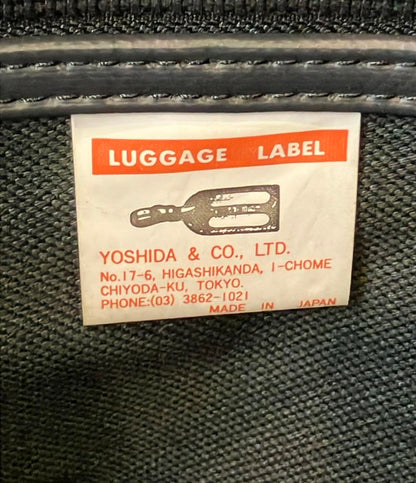 LUGGAGE LABEL
YOSHIDA & CO., LTD.
No.17-6, HIGASHIKANDA, 1-CHOME
CHIYODA-KU, TOKYO.
PHONE:(03) 3862-1021
MADE IN JAPAN